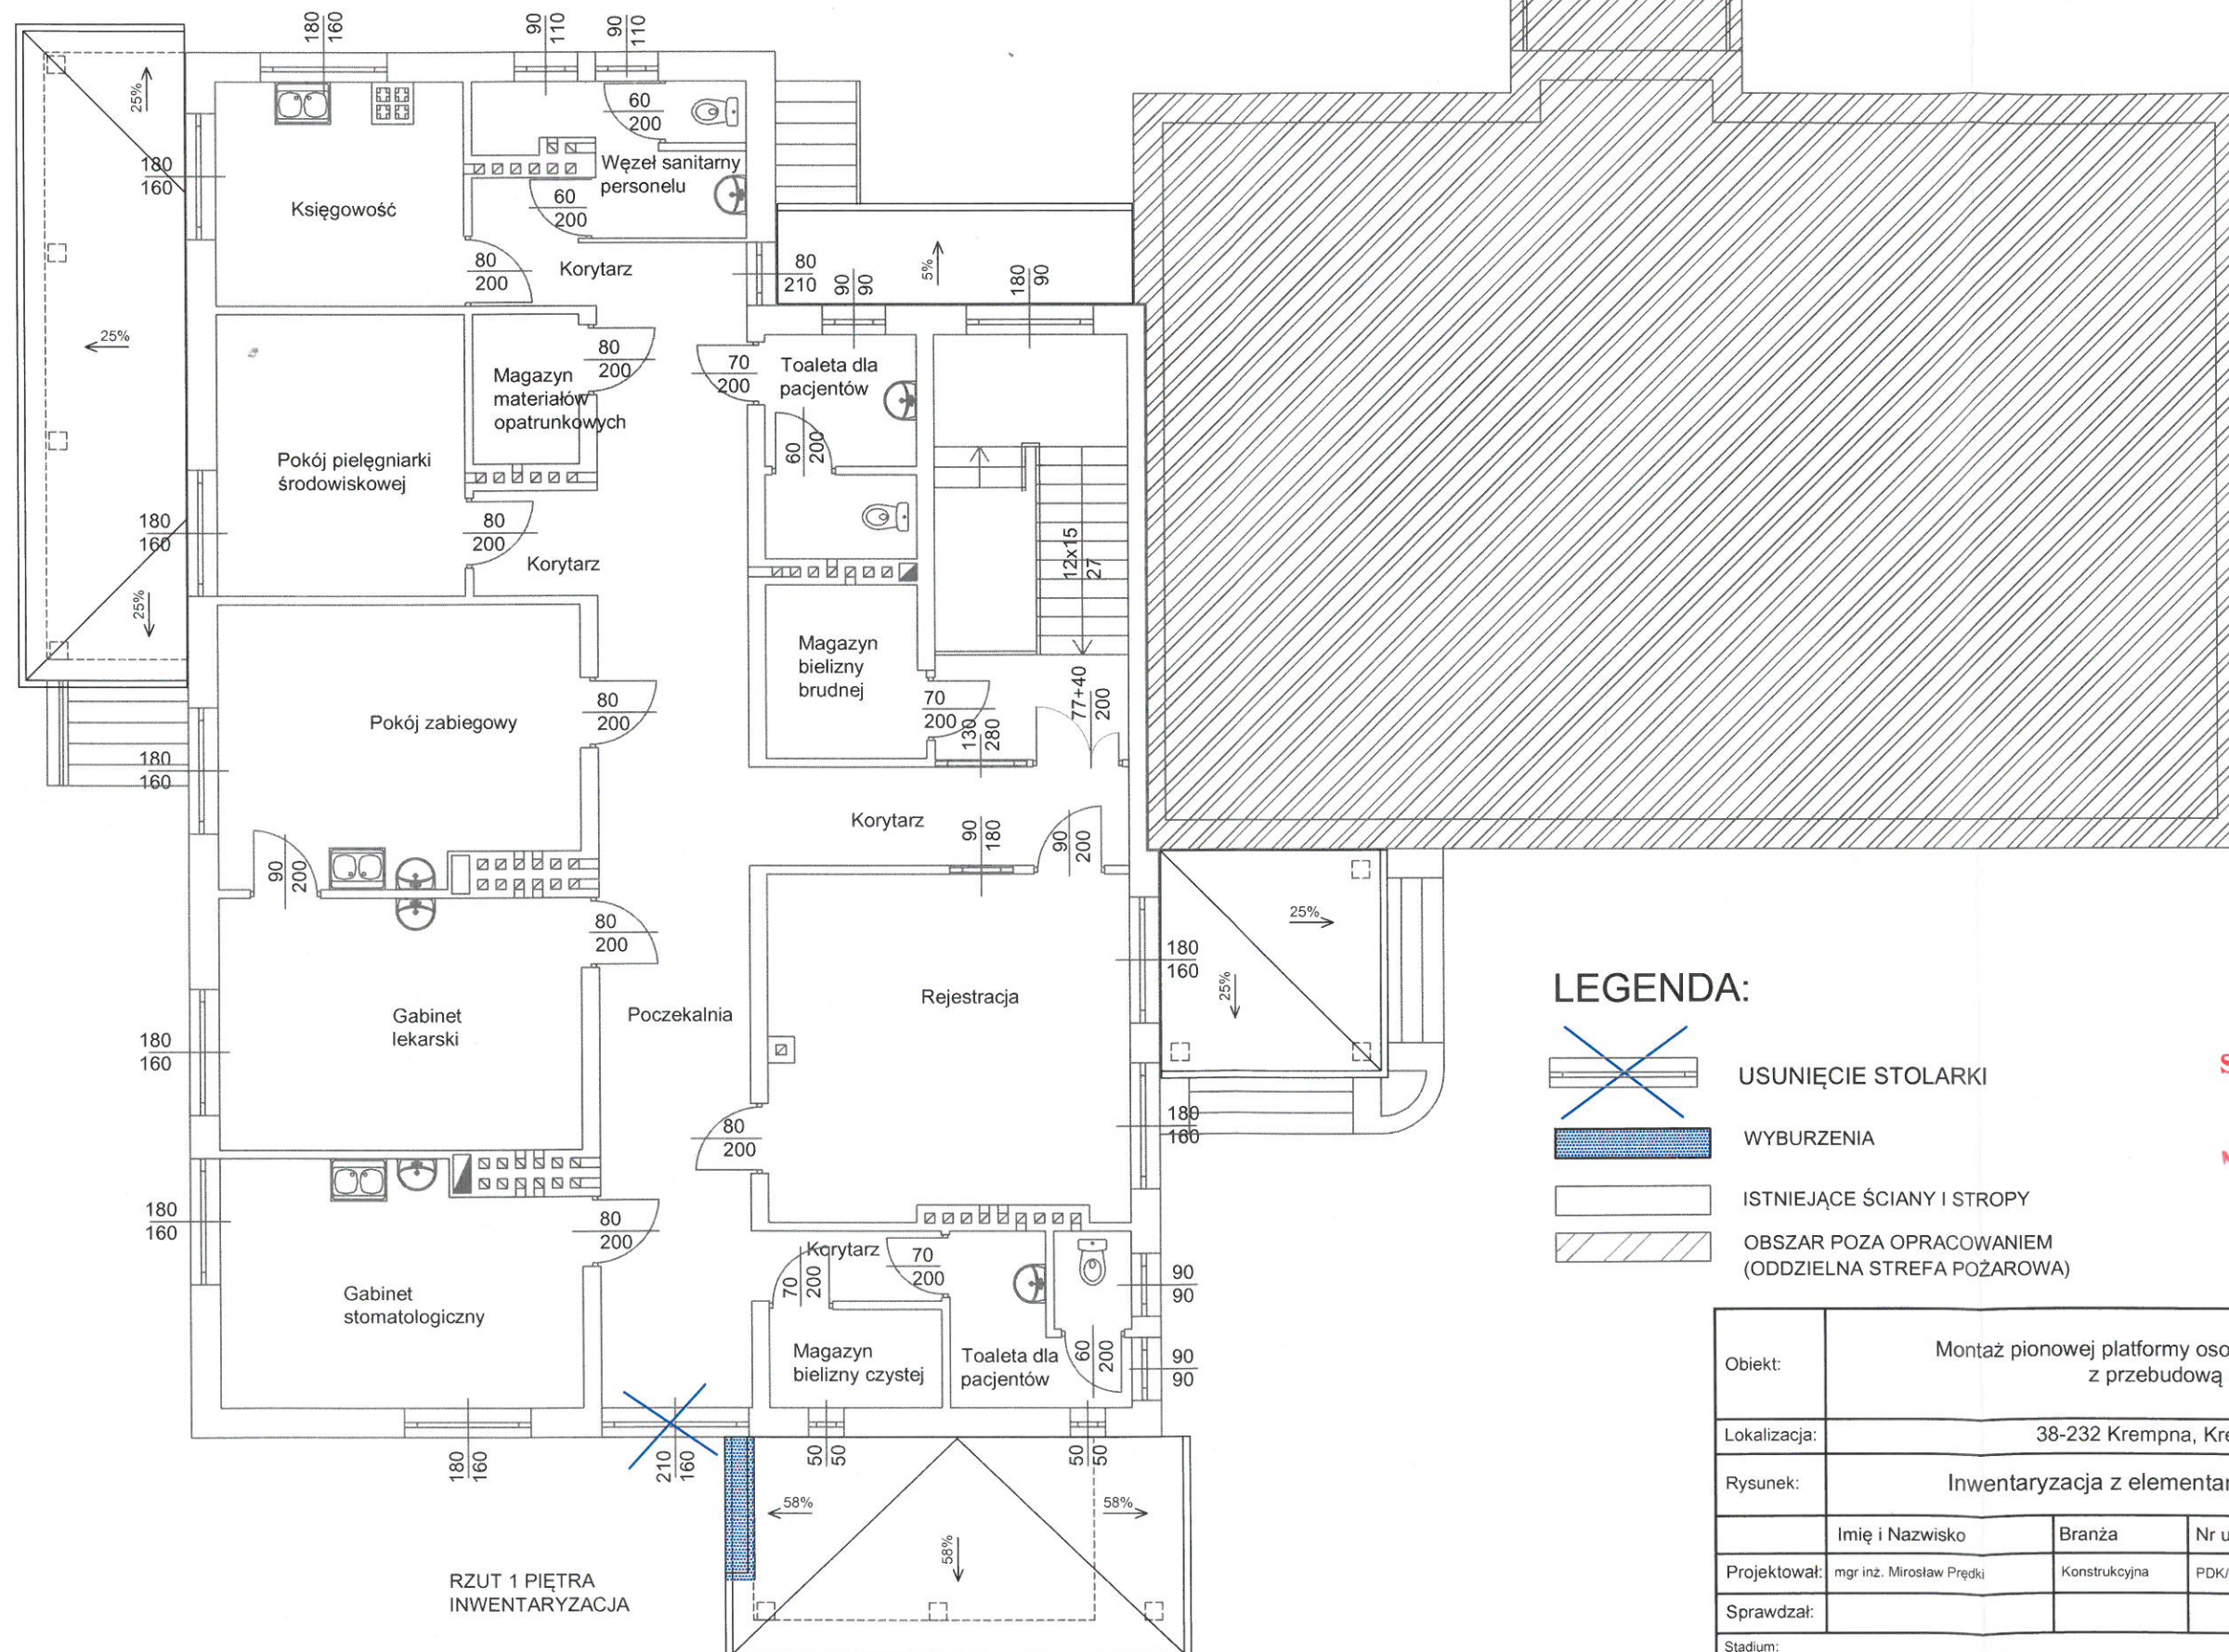 180
160
90
110
90
110
25%
60
200
180
160
Węzeł sanitarny
personelu
Księgowość
60
200
80
200
Korytarz
80
210
90
90
5%
180
90
25%
80
200
70
200
Toaleta dla
pacjentów
Magazyn
materiałów
opatrunkowych
60
200
Pokój pielęgniarki
środowiskowej
180
160
80
200
Korytarz
12x15
27
25%
Magazyn
bielizny
brudnej
70
200
77+40
200
Pokój zabiegowy
80
200
130
280
180
160
Korytarz
90
180
90
200
90
200
80
200
25%
180
160
25%
Rejestracja
Gabinet
lekarski
Poczekalnia
180
160
180
160
80
200
180
160
80
200
Korytarz
70
200
70
200
90
90
Gabinet
stomatologiczny
Magazyn
bielizny czystej
Toaleta dla
pacjentów
60
200
90
90
180
160
210
160
50
50
50
50
58%
58%
58%
RZUT 1 PIĘTRA
INWENTARYZACJA
LEGENDA:
USUNIĘCIE STOLARKI
WYBURZENIA
ISTNIEJĄCE ŚCIANY I STROPY
OBSZAR POZA OPRACOWANIEM
(ODDZIELNA STREFA POŻAROWA)
Obiekt:
Montaż pionowej platformy oso
z przebudową
Lokalizacja:
38-232 Krempna, Kre
Rysunek:
Inwentaryzacja z elementar
Imię i Nazwisko
Branża
Nr u
Projektował:
mgr inż. Mirosław Prędki
Konstrukcyjna
PDK/
Sprawdzał:
Stadium: